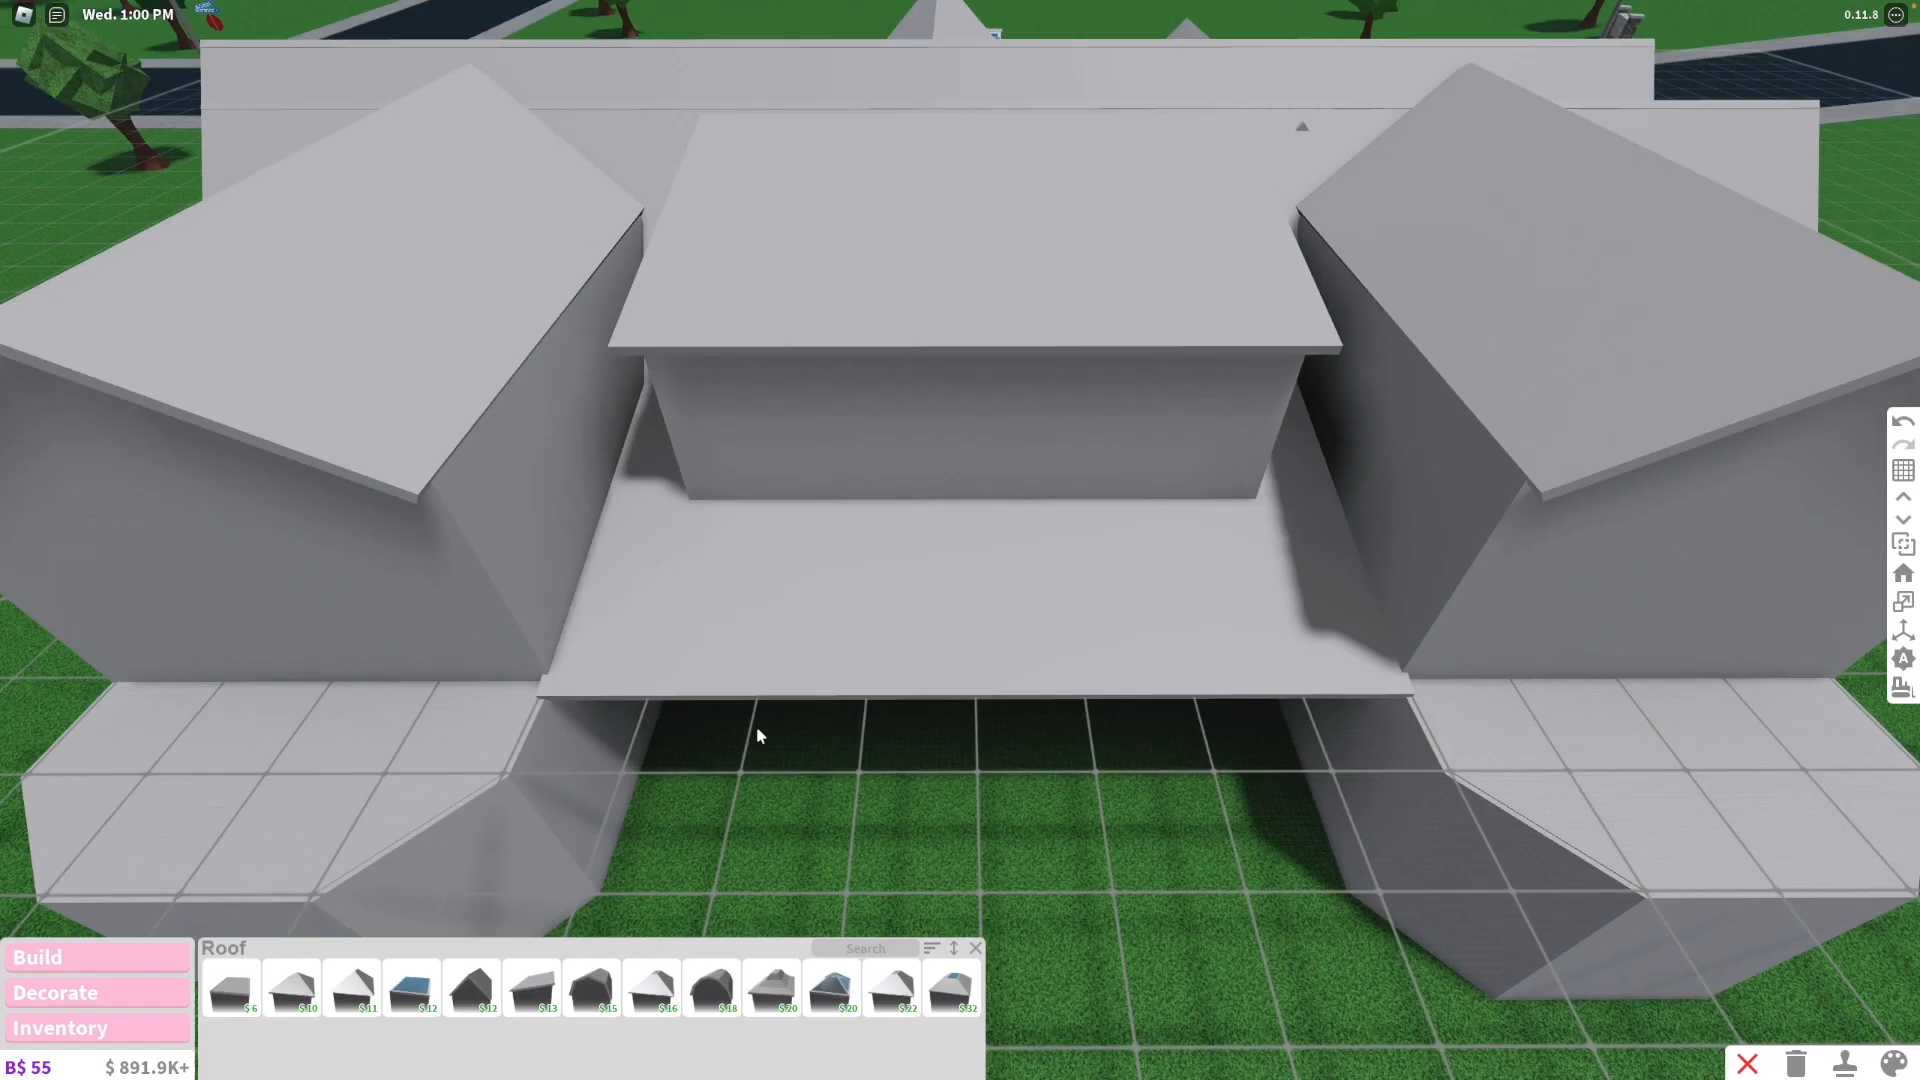 Wed. 1:00 PM
0.11.8
A
Build
Decorate
Inventory
B$ 55
$ 891.9K+
Roof
Search
$6
$10
$11
$12
$12
$13
$15
$16
$18
$20
$20
$22
$32